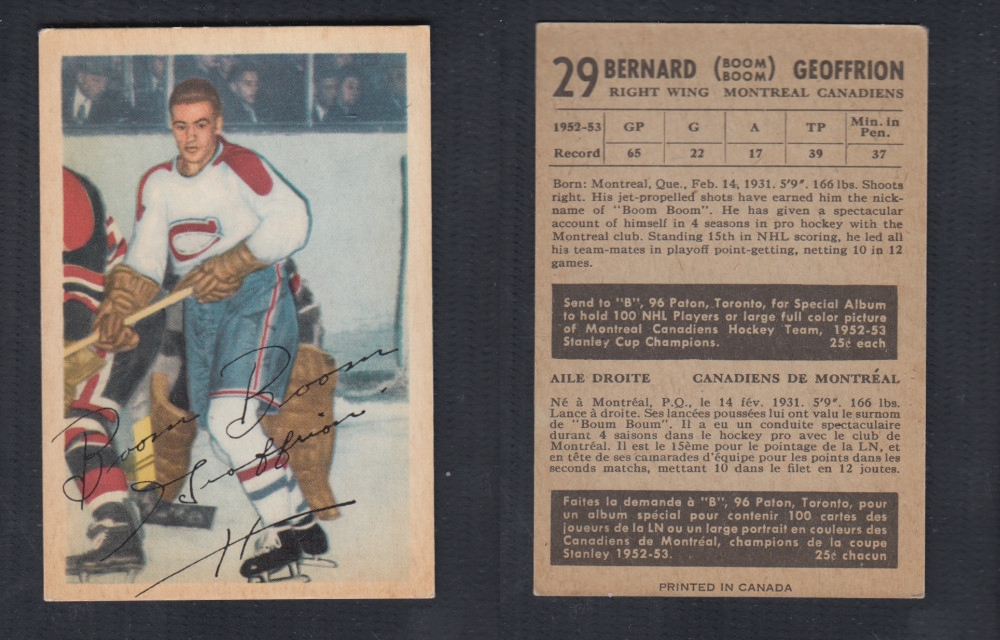 Boom Boom
Geoffrion.
C
29 BERNARD (BOOM BOOM) GEOFFRION
RIGHT WING MONTREAL CANADIENS
1952-53 GP G A TP Min. in Pen.
Record 65 22 17 39 37
Born: Montreal, Que., Feb. 14, 1931. 5'9". 166 lbs. Shoots
right. His jet-propelled shots have earned him the nick-
name of "Boom Boom". He has given a spectacular
account of himself in 4 seasons in pro hockey with the
Montreal club. Standing 15th in NHL scoring, he led all
his team-mates in playoff point-getting, netting 10 in 12
games.
Send to "B", 96 Paton, Toronto, for Special Album
to hold 100 NHL Players or large full color picture
of Montreal Canadiens Hockey Team, 1952-53
Stanley Cup Champions. 25¢ each
AILE DROITE CANADIENS DE MONTRÉAL
Né à Montréal, P.Q., le 14 fév. 1931. 5'9". 166 lbs.
Lance à droite. Ses lancées poussées lui ont valu le surnom
de "Boum Boum". Il a eu un conduite spectaculaire
durant 4 saisons dans le hockey pro avec le club de
Montréal. Il est le 15ème pour le pointage de la LN, et
en tête de ses camarades d'équipe pour les points dans les
seconds matchs, mettant 10 dans le filet en 12 joutes.
Faites la demande à "B", 96 Paton, Toronto, pour
un album spécial pour contenir 100 cartes des
joueurs de la LN ou un large portrait en couleurs des
Canadiens de Montréal, champions de la coupe
Stanley 1952-53. 25¢ chacun
PRINTED IN CANADA